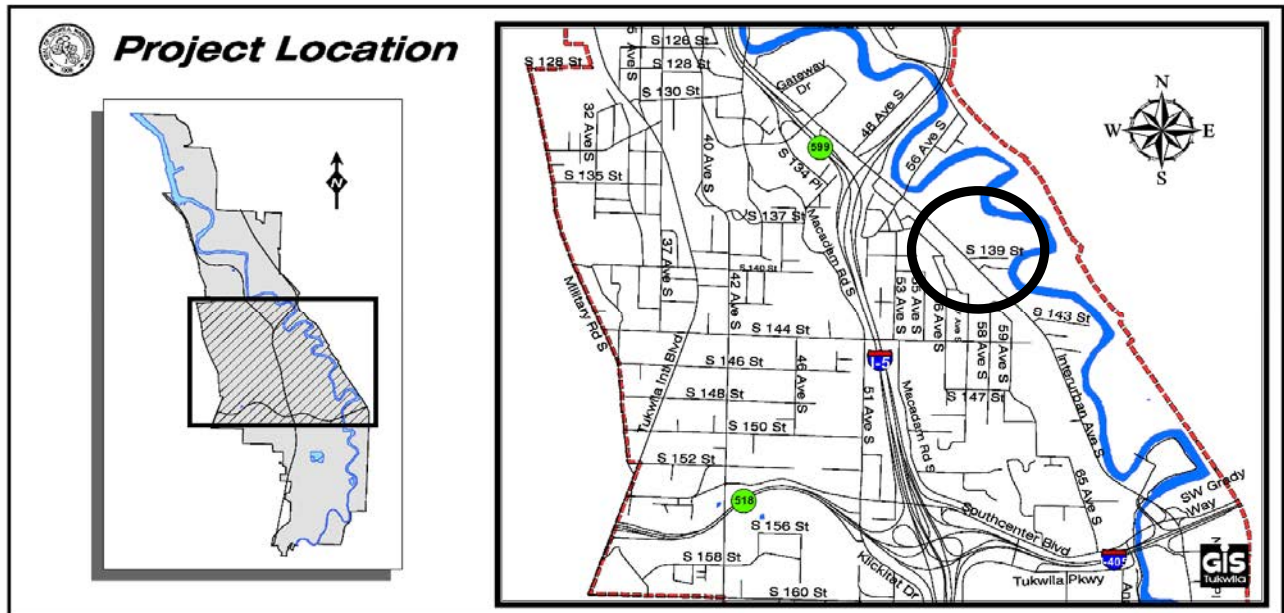 Project Location
N
N
W E
S
S 126 St
S 128 St
S 128 St
S 130 St
Gateway
Dr
32 Ave S
40 Ave S
48 Ave S
56 Ave S
599
S 134 Pl
S 135 St
S 137 St
Macadam Rd S
S 139 St
37 Ave S
S 140 St
42 Ave S
53 Ave S
55 Ave S
S 143 St
Military Rd S
S 144 St
58 Ave S
59 Ave S
Tukwila Intl Blvd
I-5
S 146 St
46 Ave S
S 147 St
Interurban Ave S
S 148 St
51 Ave S
Macadam Rd S
S 150 St
S 152 St
65 Ave S
SW Grady
Way
518
S 156 St
Southcenter Blvd
S 158 St
Klickitat Dr
Tukwila Pkwy
S 160 St
GIS
Tukwila